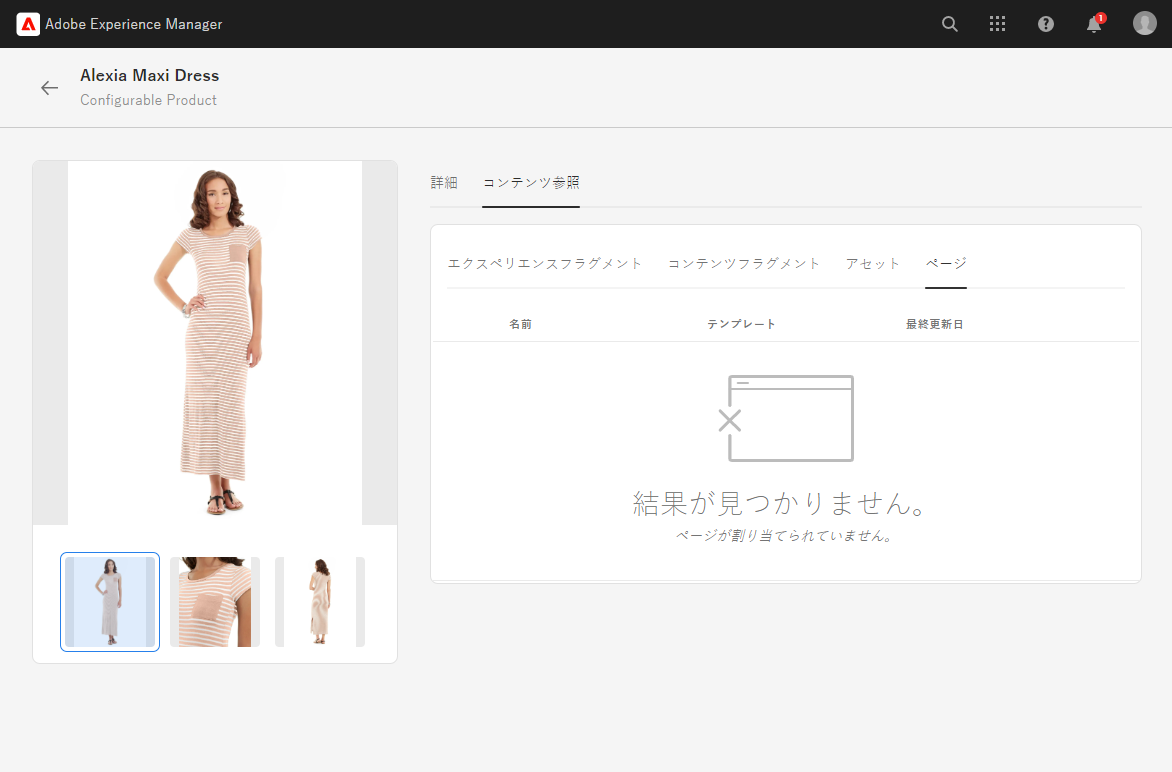 Adobe Experience Manager
1
Alexia Maxi Dress
Configurable Product
詳細 コンテンツ参照
エクスペリエンスフラグメント コンテンツフラグメント アセット ページ
名前 テンプレート 最終更新日
結果が見つかりません。
ページが割り当てられていません。